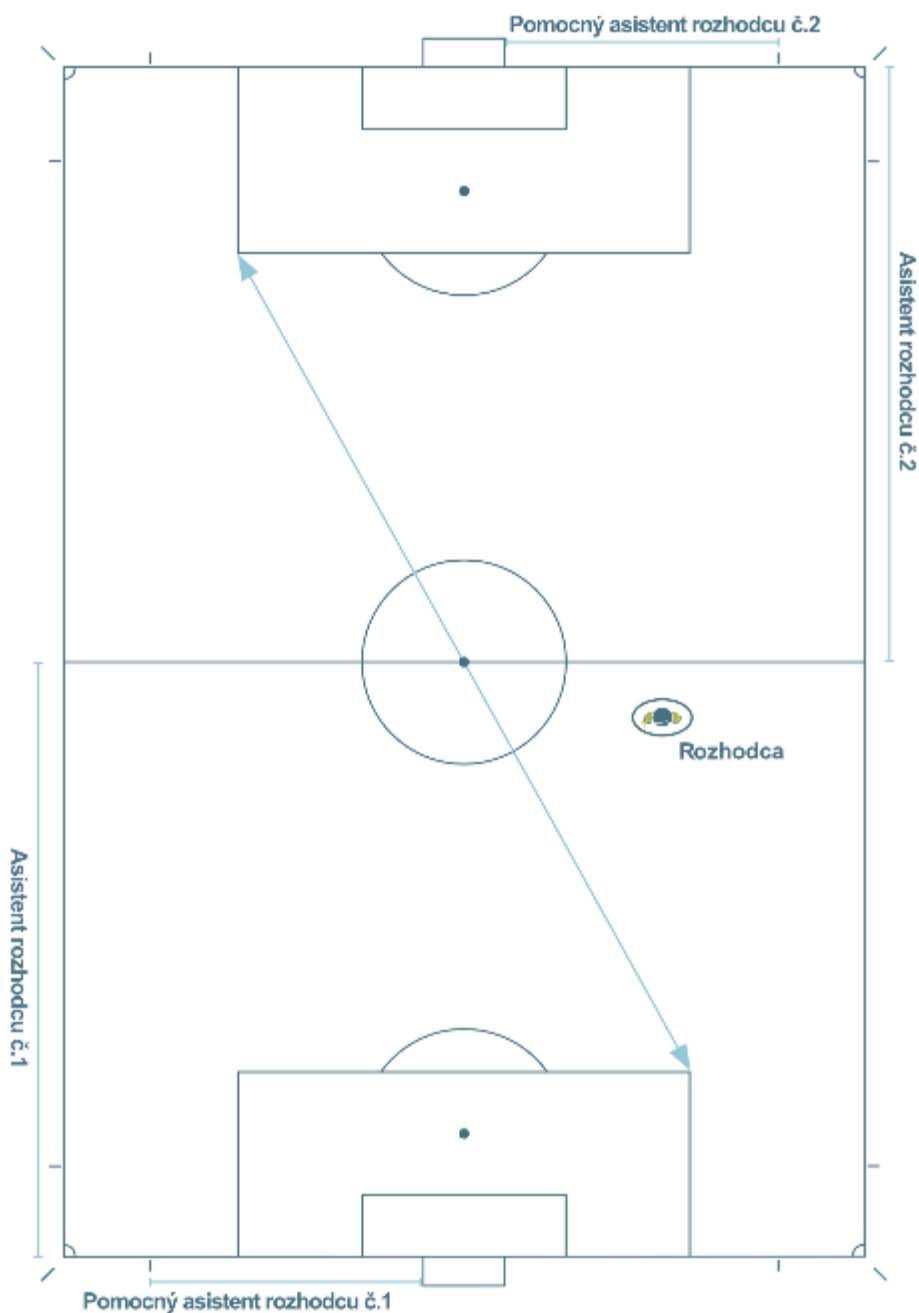 Pomocný asistent rozhodcu č.2
Asistent rozhodcu č.2
Rozhodca
Asistent rozhodcu č.1
Pomocný asistent rozhodcu č.1